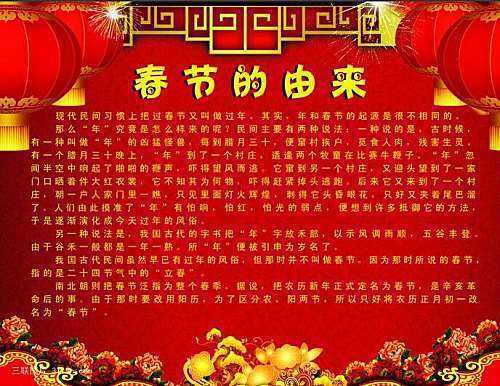 春节的由来
现代民间习惯上把过春节又叫做过年。其实，年和春节的起源是很不相同的。
那么“年”究竟是怎么样来的呢？民间主要有两种说法：一种说的是，古时候，
有一种叫做“年”的凶猛怪兽，每到腊月三十，便窜村挨户，觅食人肉，残害生灵。
有一个腊月三十晚上，“年”到了一个村庄，适逢两个牧童在比赛牛鞭子。“年”忽
闻半空中响起了啪啪的鞭声，吓得望风而逃。它窜到另一个村庄，又迎头望到了一家
门口晒着件大红衣裳，它不知其为何物，吓得赶紧掉头逃跑。后来它又来到了一个村
庄，朝一户人家门里一瞧，只见里面灯火辉煌，刺得它头昏眼花，只好又夹着尾巴溜
了。人们由此摸准了“年”有怕响，怕红，怕光的弱点，便想到许多抵御它的方法，
于是逐渐演化成今天过年的风俗。
另一种说法是，我国古代的字书把“年”字放禾部，以示风调雨顺，五谷丰登。
由于谷禾一般都是一年一熟。所“年”便被引申为岁名了。
我国古代民间虽然早已有过年的风俗，但那时并不叫做春节。因为那时所说的春节，
指的是二十四节气中的“立春”。
南北朝则把春节泛指为整个春季。据说，把农历新年正式定名为春节，是辛亥革
命后的事。由于那时要改用阳历，为了区分农、阳两节，所以只好将农历正月初一改
名为“春节”。